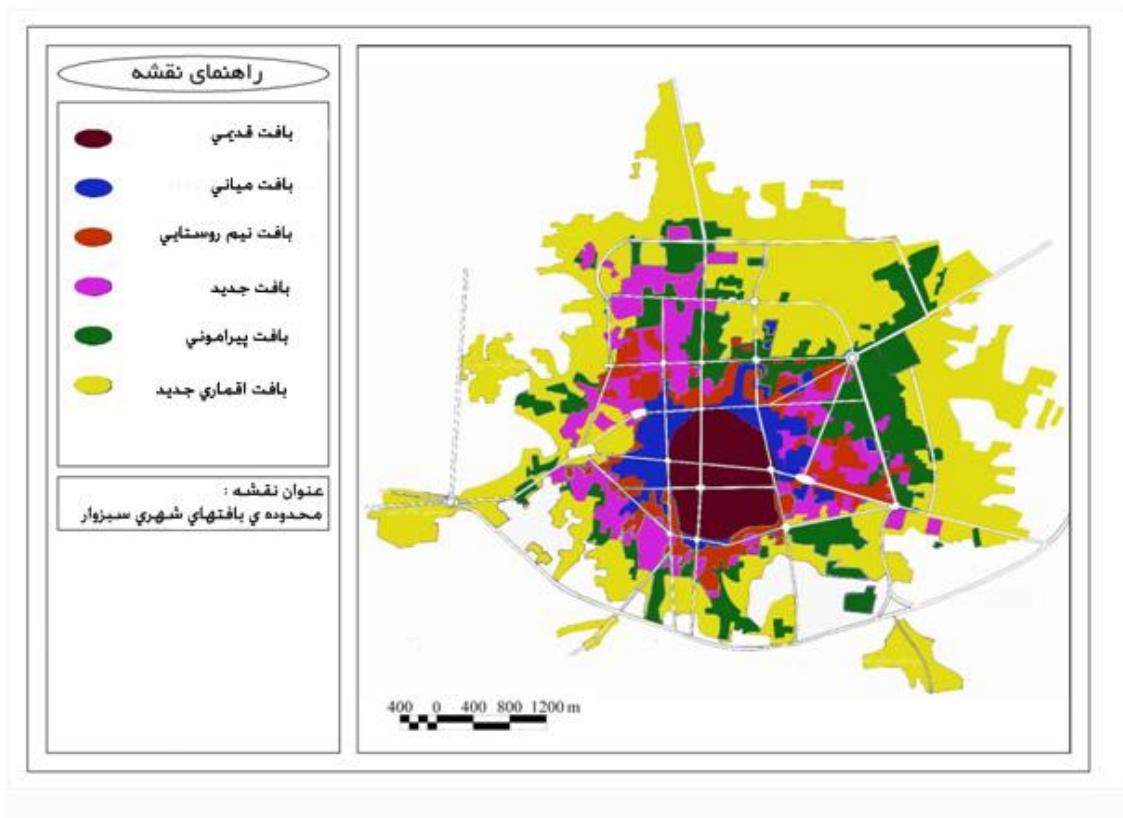 راهنمای نقشه
بافت قديمي
بافت مياني
بافت نيم روستايي
بافت جديد
بافت پيراموني
بافت اقماري جديد
عنوان نقشه :
محدوده ي بافتهاي شهري سبزوار
400 0 400 800 1200 m